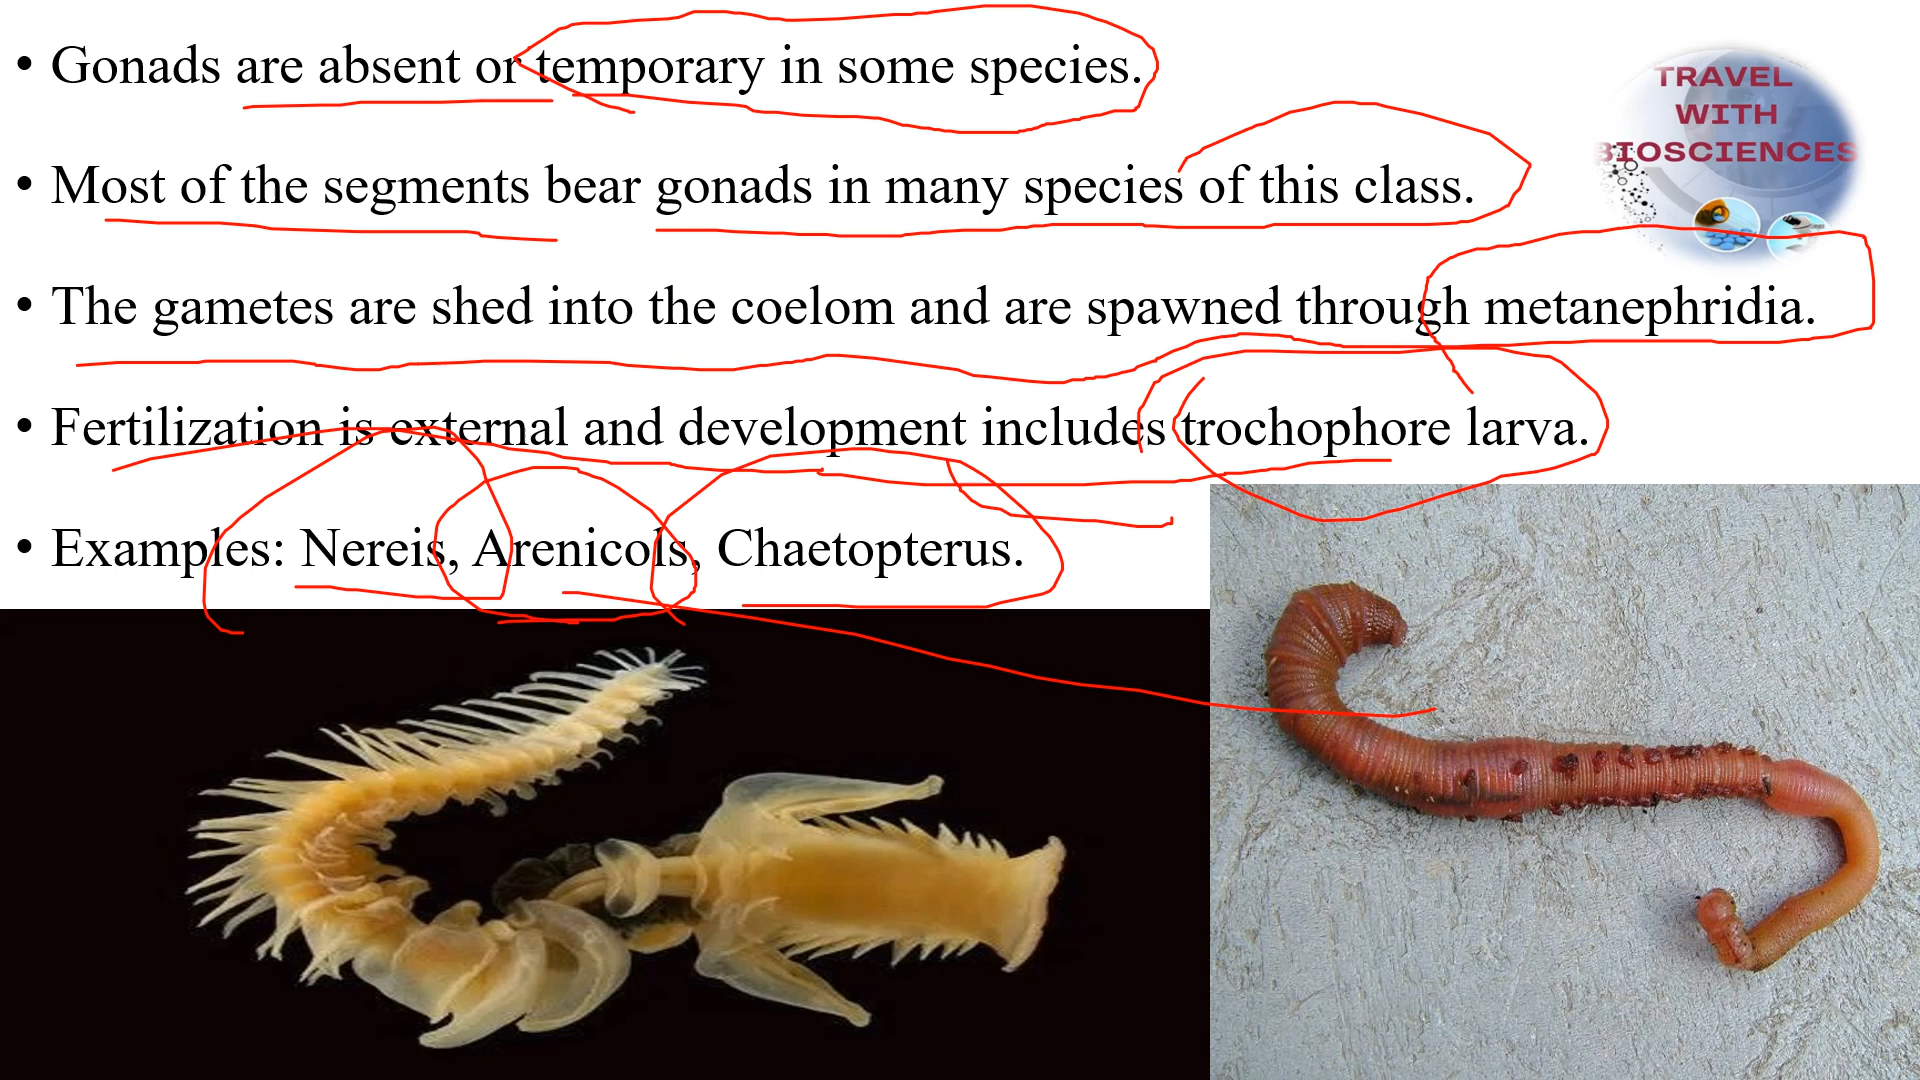 • Gonads are absent or temporary in some species.
TRAVEL
WITH
BIOSCIENCES
• Most of the segments bear gonads in many species of this class.
• The gametes are shed into the coelom and are spawned through metanephridia.
• Fertilization is external and development includes trochophore larva.
• Examples: Nereis, Arenicols, Chaetopterus.